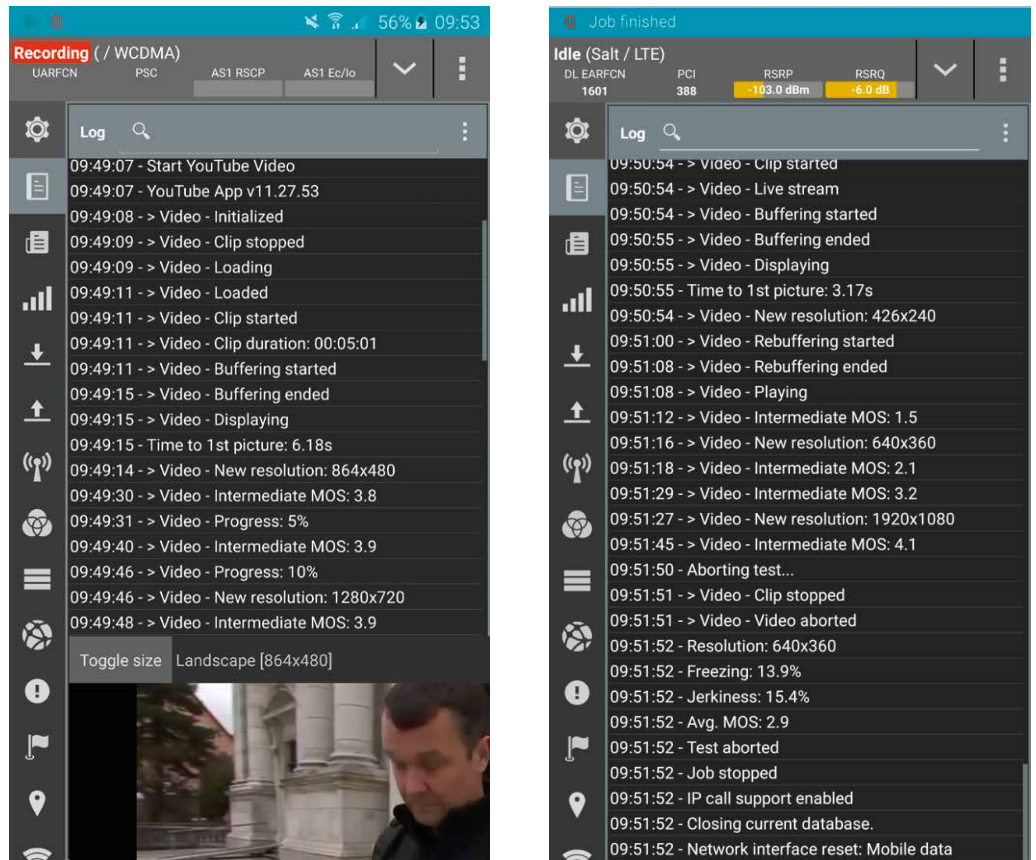 56% 09:53
Recording ( / WCDMA)
UARFCN PSC AS1 RSCP AS1 Ec/Io
Log
09:49:07 - Start YouTube Video
09:49:07 - YouTube App v11.27.53
09:49:08 - > Video - Initialized
09:49:09 - > Video - Clip stopped
09:49:09 - > Video - Loading
09:49:11 - > Video - Loaded
09:49:11 - > Video - Clip started
09:49:11 - > Video - Clip duration: 00:05:01
09:49:11 - > Video - Buffering started
09:49:15 - > Video - Buffering ended
09:49:15 - > Video - Displaying
09:49:15 - Time to 1st picture: 6.18s
09:49:14 - > Video - New resolution: 864x480
09:49:30 - > Video - Intermediate MOS: 3.8
09:49:31 - > Video - Progress: 5%
09:49:40 - > Video - Intermediate MOS: 3.9
09:49:46 - > Video - Progress: 10%
09:49:46 - > Video - New resolution: 1280x720
09:49:48 - > Video - Intermediate MOS: 3.9
Toggle size Landscape [864x480]
Job finished
Idle (Salt / LTE)
DL EARFCN PCI RSRP RSRQ
1601 388 -103.0 dBm -6.0 dB
Log
09:50:54 - > Video - Clip started
09:50:54 - > Video - Live stream
09:50:54 - > Video - Buffering started
09:50:55 - > Video - Buffering ended
09:50:55 - > Video - Displaying
09:50:55 - Time to 1st picture: 3.17s
09:50:54 - > Video - New resolution: 426x240
09:51:00 - > Video - Rebuffering started
09:51:08 - > Video - Rebuffering ended
09:51:08 - > Video - Playing
09:51:12 - > Video - Intermediate MOS: 1.5
09:51:16 - > Video - New resolution: 640x360
09:51:18 - > Video - Intermediate MOS: 2.1
09:51:29 - > Video - Intermediate MOS: 3.2
09:51:27 - > Video - New resolution: 1920x1080
09:51:45 - > Video - Intermediate MOS: 4.1
09:51:50 - Aborting test...
09:51:51 - > Video - Clip stopped
09:51:51 - > Video - Video aborted
09:51:52 - Resolution: 640x360
09:51:52 - Freezing: 13.9%
09:51:52 - Jerkiness: 15.4%
09:51:52 - Avg. MOS: 2.9
09:51:52 - Test aborted
09:51:52 - Job stopped
09:51:52 - IP call support enabled
09:51:52 - Closing current database.
09:51:52 - Network interface reset: Mobile data